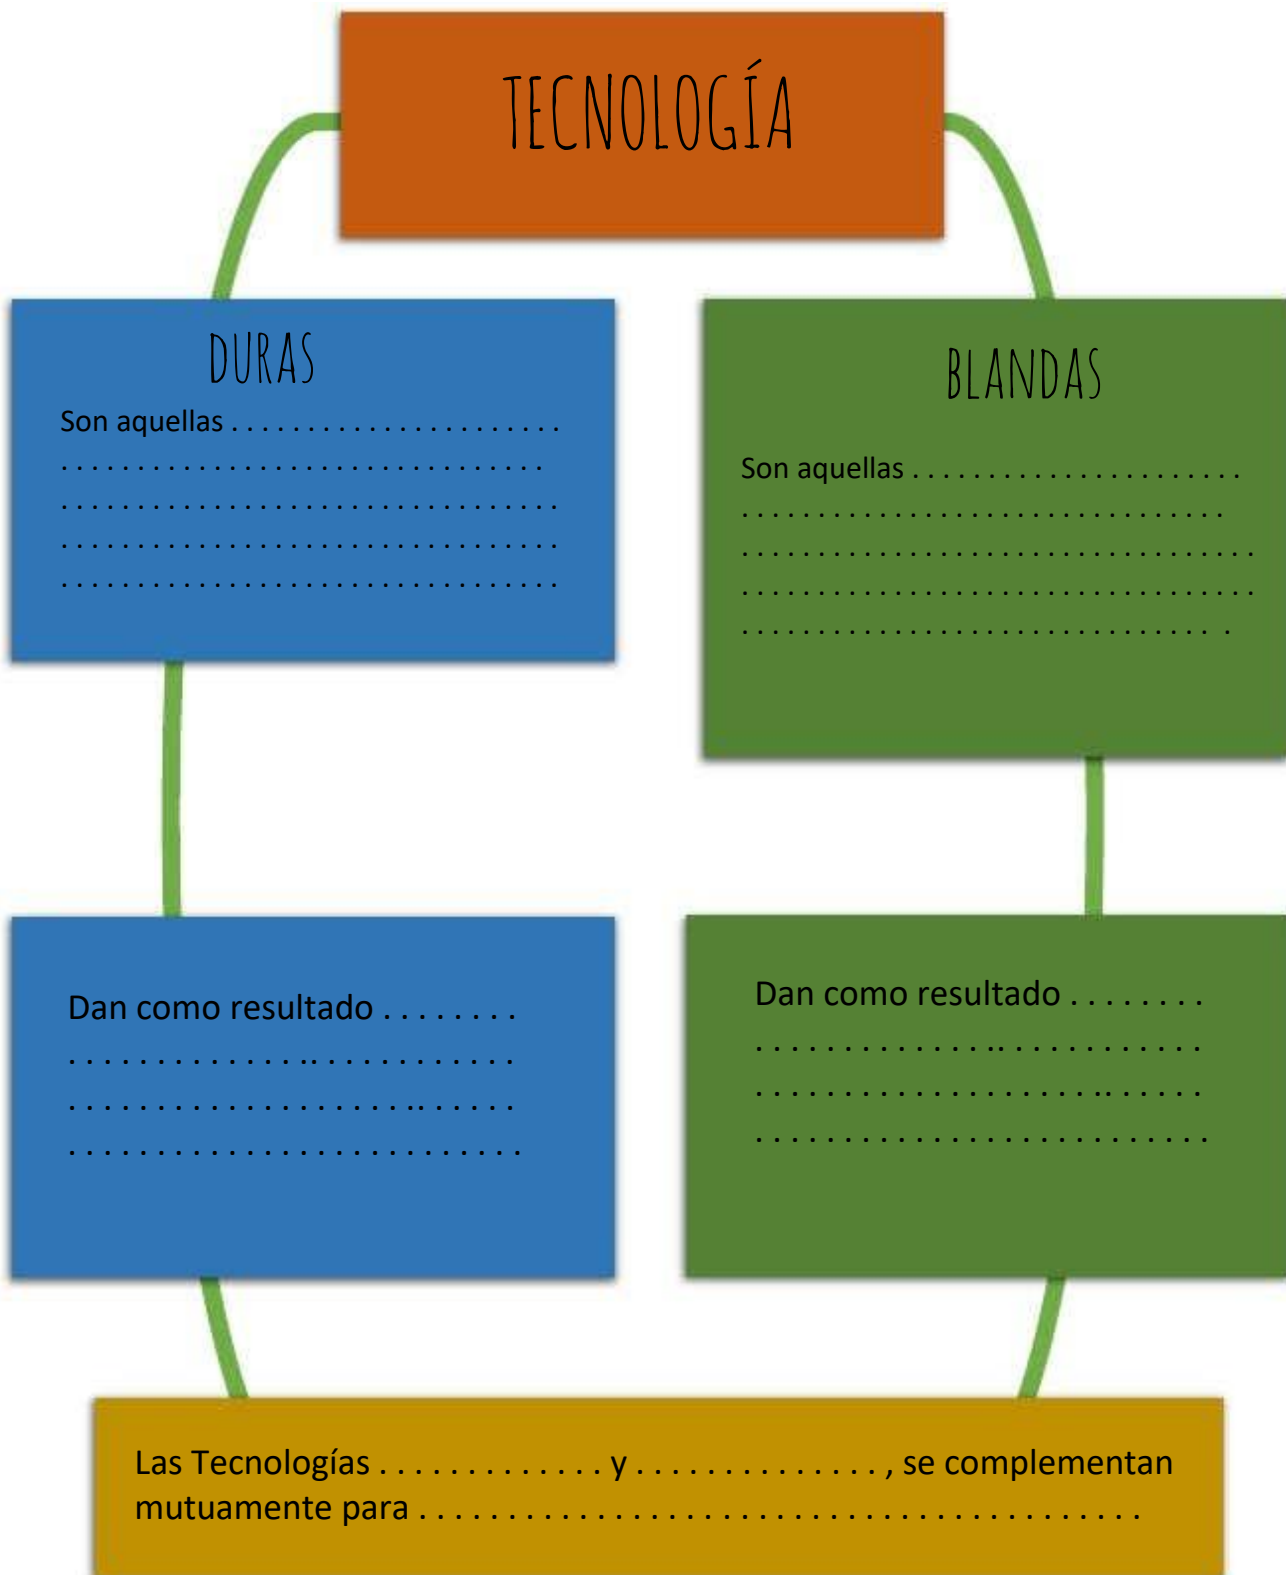 TECNOLOGÍA
DURAS
Son aquellas . . . . . . . . . . . . . . . . . . . . . .
. . . . . . . . . . . . . . . . . . . . . . . . . . . . . . . .
. . . . . . . . . . . . . . . . . . . . . . . . . . . . . . . . .
. . . . . . . . . . . . . . . . . . . . . . . . . . . . . . . . .
. . . . . . . . . . . . . . . . . . . . . . . . . . . . . . . . .
BLANDAS
Son aquellas . . . . . . . . . . . . . . . . . . . . . .
. . . . . . . . . . . . . . . . . . . . . . . . . . . . . . . .
. . . . . . . . . . . . . . . . . . . . . . . . . . . . . . . . . .
. . . . . . . . . . . . . . . . . . . . . . . . . . . . . . . . . .
. . . . . . . . . . . . . . . . . . . . . . . . . . . . . . . .
Dan como resultado . . . . . . . .
. . . . . . . . . . . . . .. . . . . . . . . . . .
. . . . . . . . . . . . . . . . . . . .. . . . . .
. . . . . . . . . . . . . . . . . . . . . . . . . .
Dan como resultado . . . . . . . .
. . . . . . . . . . . . . .. . . . . . . . . . . .
. . . . . . . . . . . . . . . . . . . .. . . . . .
. . . . . . . . . . . . . . . . . . . . . . . . . .
Las Tecnologías . . . . . . . . . . . . . y . . . . . . . . . . . . . . , se complementan
mutuamente para . . . . . . . . . . . . . . . . . . . . . . . . . . . . . . . . . . . . . . . . .